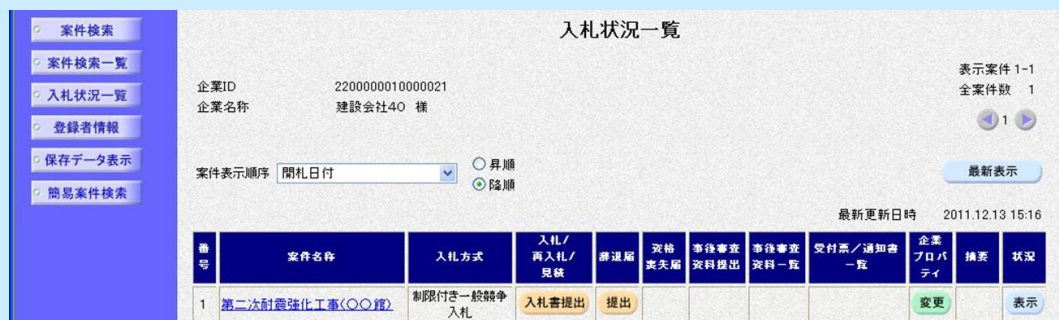 案件検索
案件検索一覧
入札状況一覧
登録者情報
保存データ表示
簡易案件検索
入札状況一覧
表示案件 1-1
全案件数 1
1
企業ID 2200000010000021
企業名称 建設会社40 様
案件表示順序 開札日付
昇順
降順
最新表示
最新更新日時 2011.12.13 15:16
番号 案件名称 入札方式 入札/再入札/見積 辞退届 資格喪失届 事後審査資料提出 事後審査資料一覧 受付票/通知書一覧 企業プロパティ 摘要 状況
1 第二次耐震強化工事(〇〇館) 制限付き一般競争入札 入札書提出 提出 変更 表示